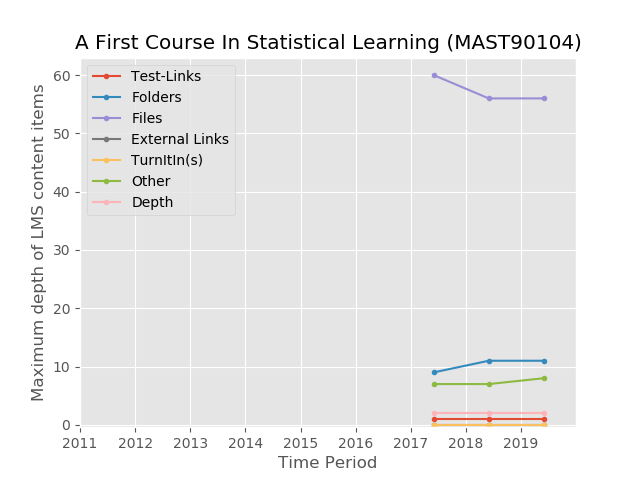 A First Course In Statistical Learning (MAST90104)
Test-Links
Folders
Files
External Links
TurnItIn(s)
Other
Depth
Maximum depth of LMS content items
60
50
40
30
20
10
0
2011 2012 2013 2014 2015 2016 2017 2018 2019
Time Period